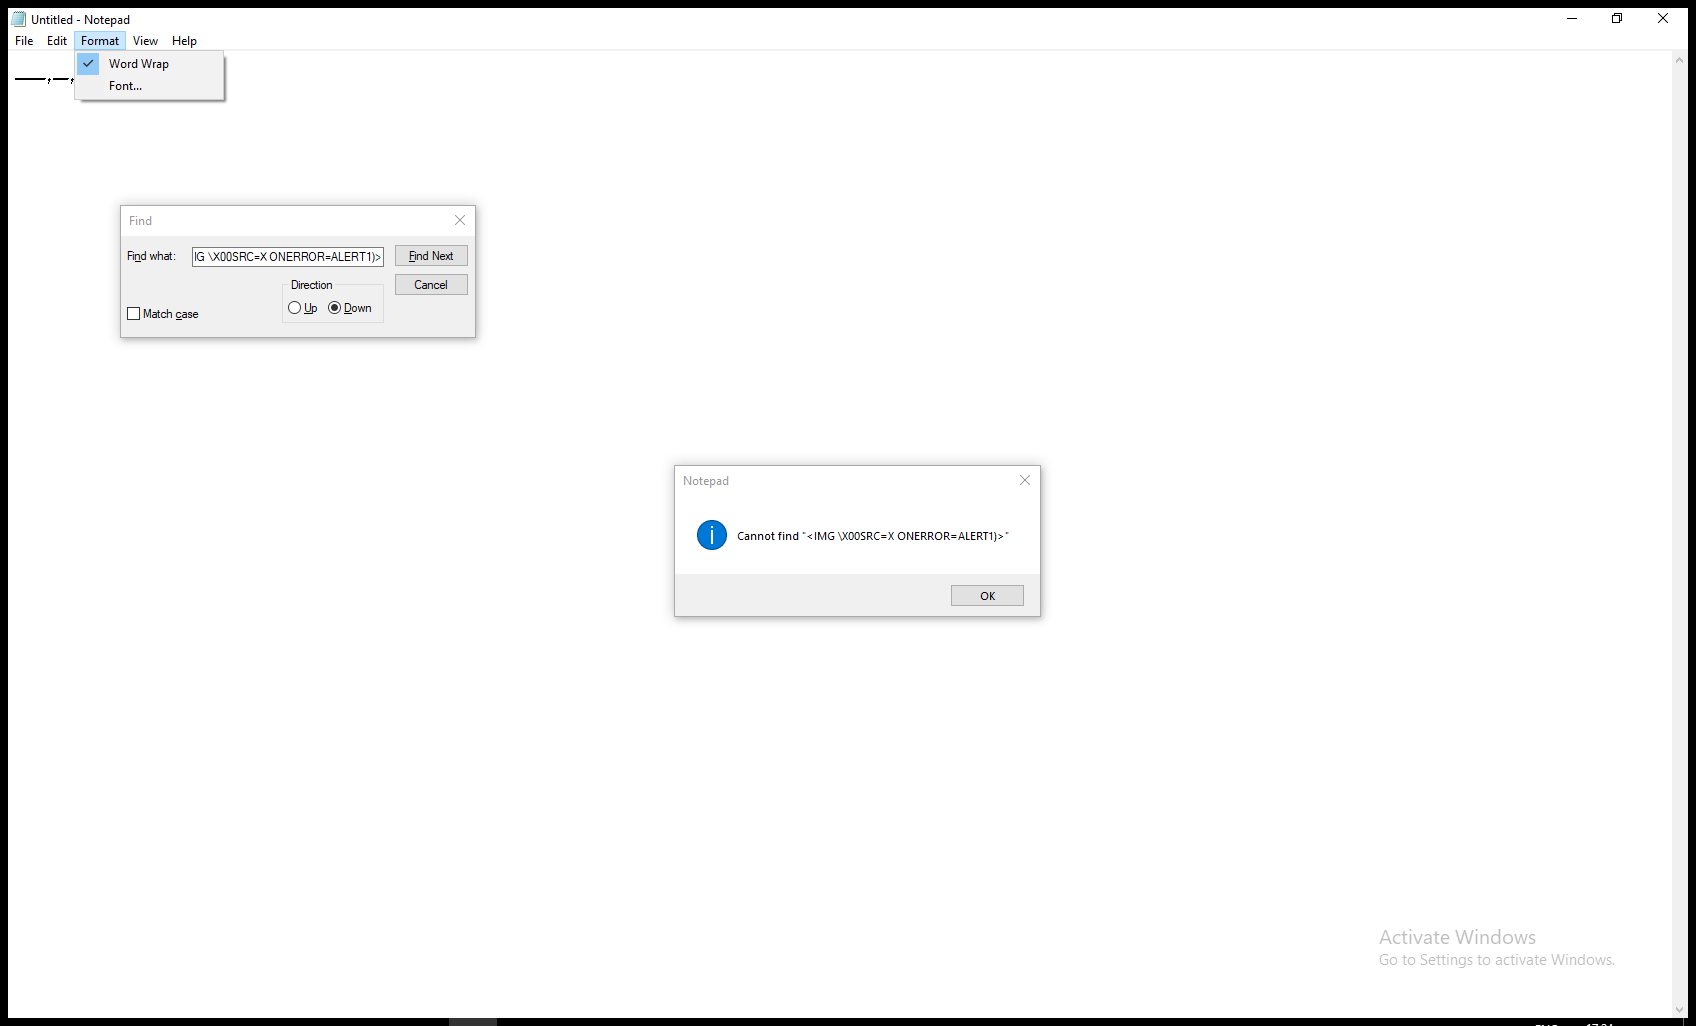 Untitled - Notepad
File Edit Format View Help
Word Wrap
Font...
Find
Find what: IG \X00SRC=X ONERROR=ALERT1)> Find Next
Direction Cancel
Up Down
Match case
Notepad
Cannot find "<IMG \X00SRC=X ONERROR=ALERT1)>"
OK
Activate Windows
Go to Settings to activate Windows.